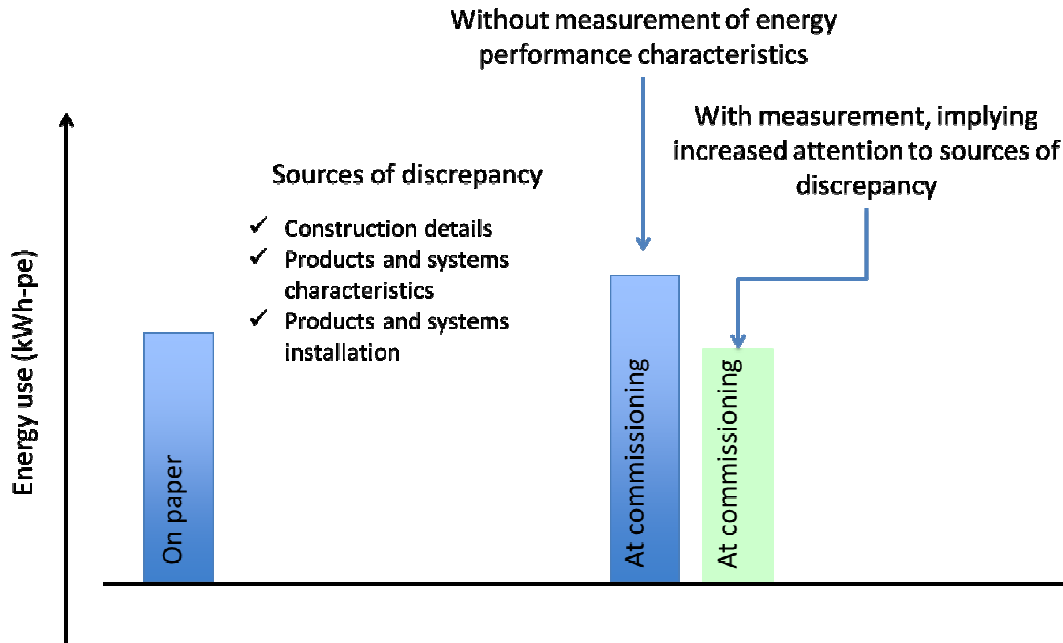 Without measurement of energy
performance characteristics
With measurement, implying
increased attention to sources of
discrepancy
Sources of discrepancy
✓ Construction details
✓ Products and systems
characteristics
✓ Products and systems
installation
Energy use (kWh-pe)
On paper
At commissioning
At commissioning